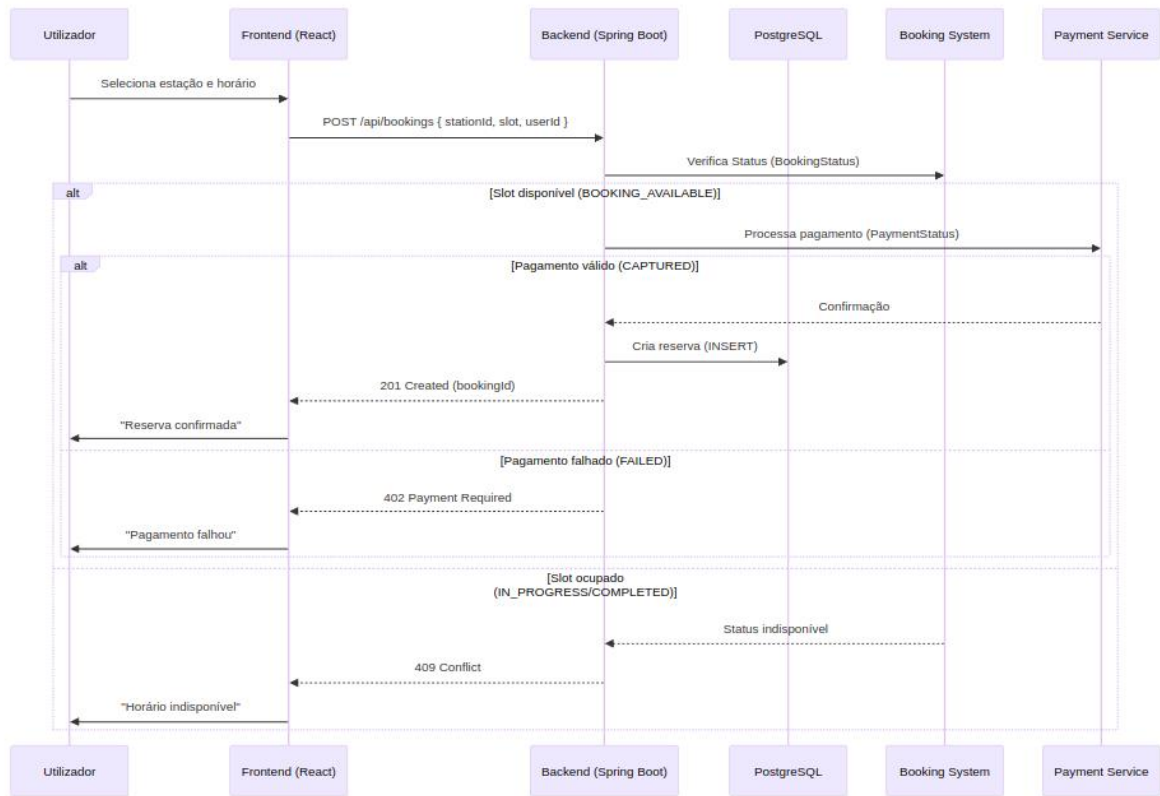 Utilizador
Frontend (React)
Backend (Spring Boot)
PostgreSQL
Booking System
Payment Service
Seleciona estação e horário
POST /api/bookings { stationId, slot, userId }
Verifica Status (BookingStatus)
alt
[Slot disponível (BOOKING_AVAILABLE)]
Processa pagamento (PaymentStatus)
alt
[Pagamento válido (CAPTURED)]
Confirmação
Cria reserva (INSERT)
201 Created (bookingId)
"Reserva confirmada"
[Pagamento falhado (FAILED)]
402 Payment Required
"Pagamento falhou"
[Slot ocupado
(IN_PROGRESS/COMPLETED)]
Status indisponível
409 Conflict
"Horário indisponível"
Utilizador
Frontend (React)
Backend (Spring Boot)
PostgreSQL
Booking System
Payment Service